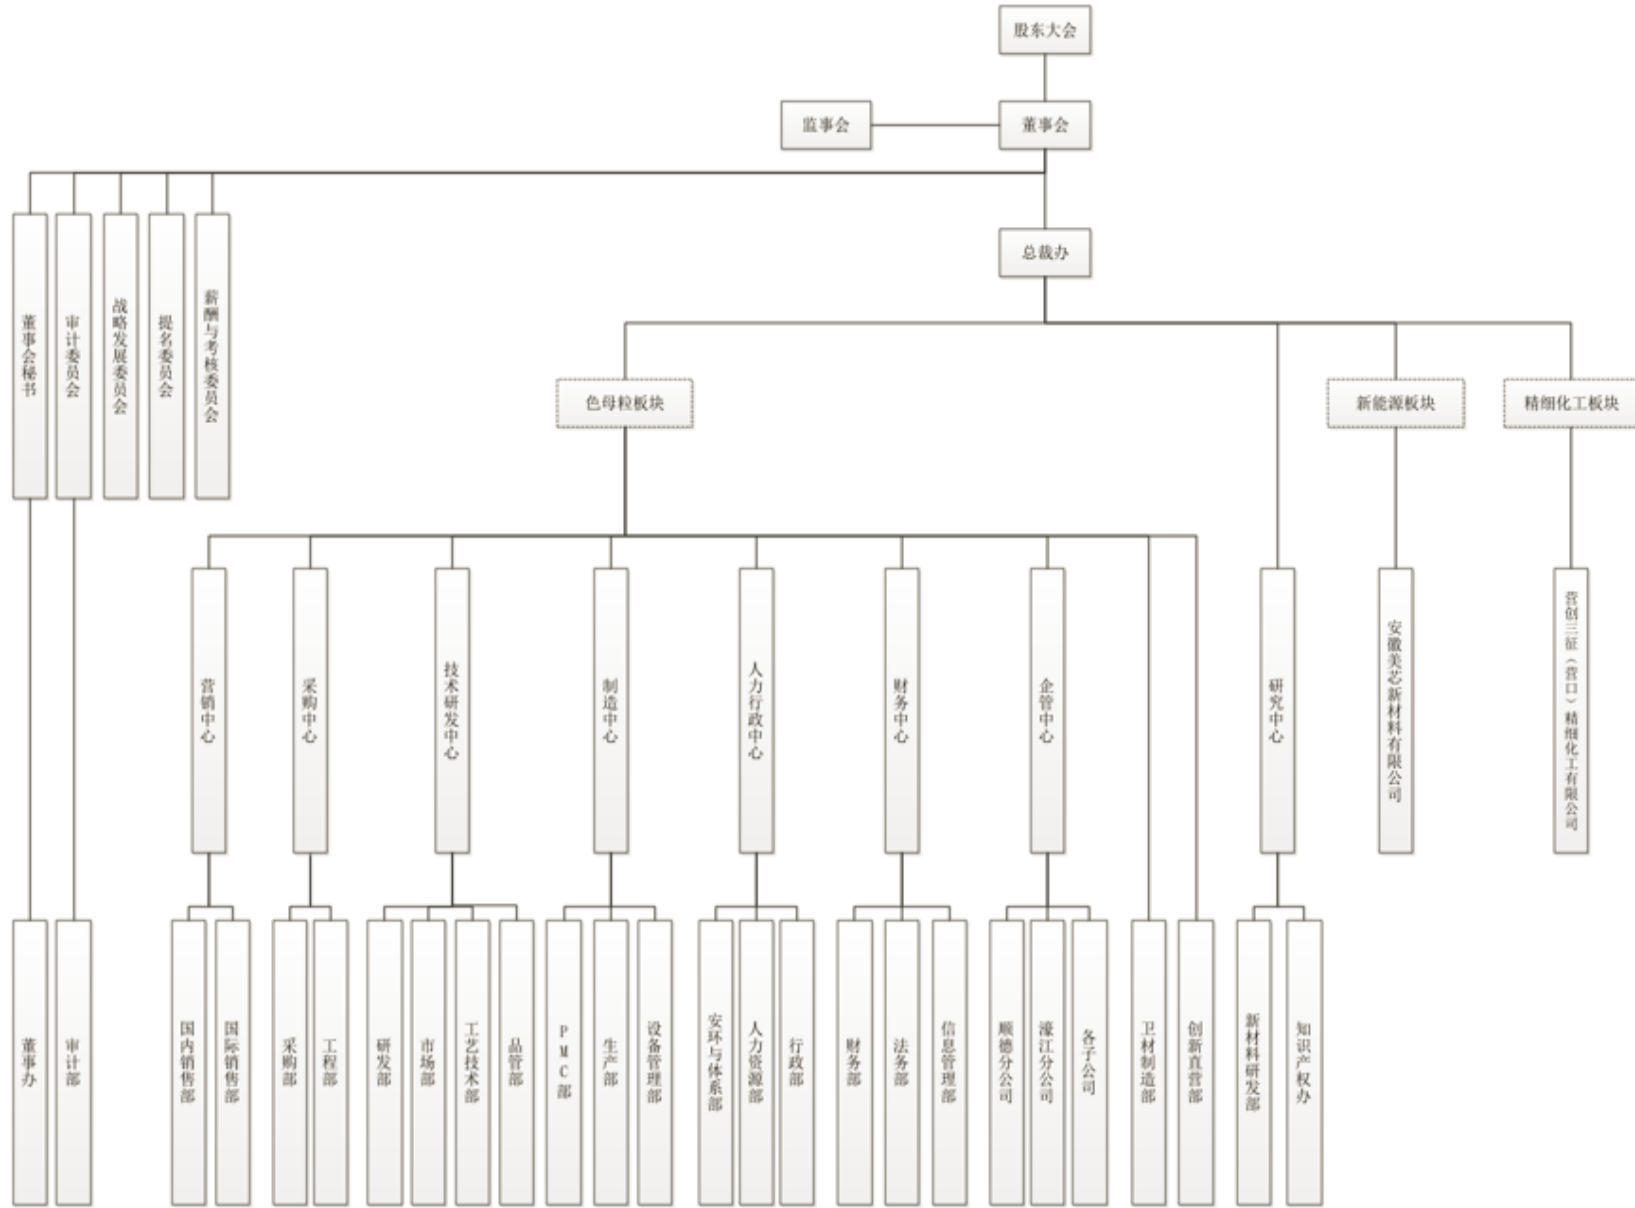 股东大会
监事会
董事会
总裁办
董事会秘书
审计委员会
战略发展委员会
提名委员会
薪酬与考核委员会
色母粒板块
新能源板块
精细化工板块
营销中心
采购中心
技术研发中心
制造中心
人力行政中心
财务中心
企管中心
研究中心
安徽美芯新材料有限公司
营创三征（营口）精细化工有限公司
董事办
审计部
国内销售部
国际销售部
采购部
工程部
研发部
市场部
工艺技术部
品管部
PMC部
生产部
设备管理部
安环与体系部
人力资源部
行政部
财务部
法务部
信息管理部
顺德分公司
濠江分公司
各子公司
卫材制造部
创新直营部
新材料研发部
知识产权办